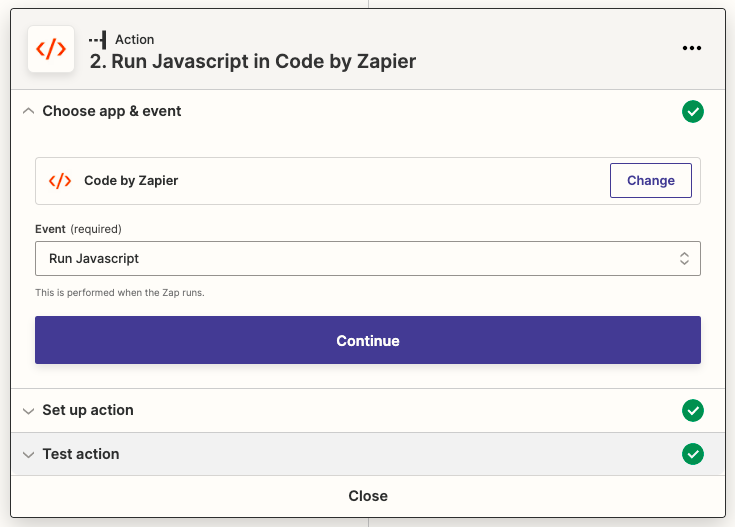 Action
2. Run Javascript in Code by Zapier
Choose app & event
Code by Zapier
Change
Event (required)
Run Javascript
This is performed when the Zap runs.
Continue
Set up action
Test action
Close